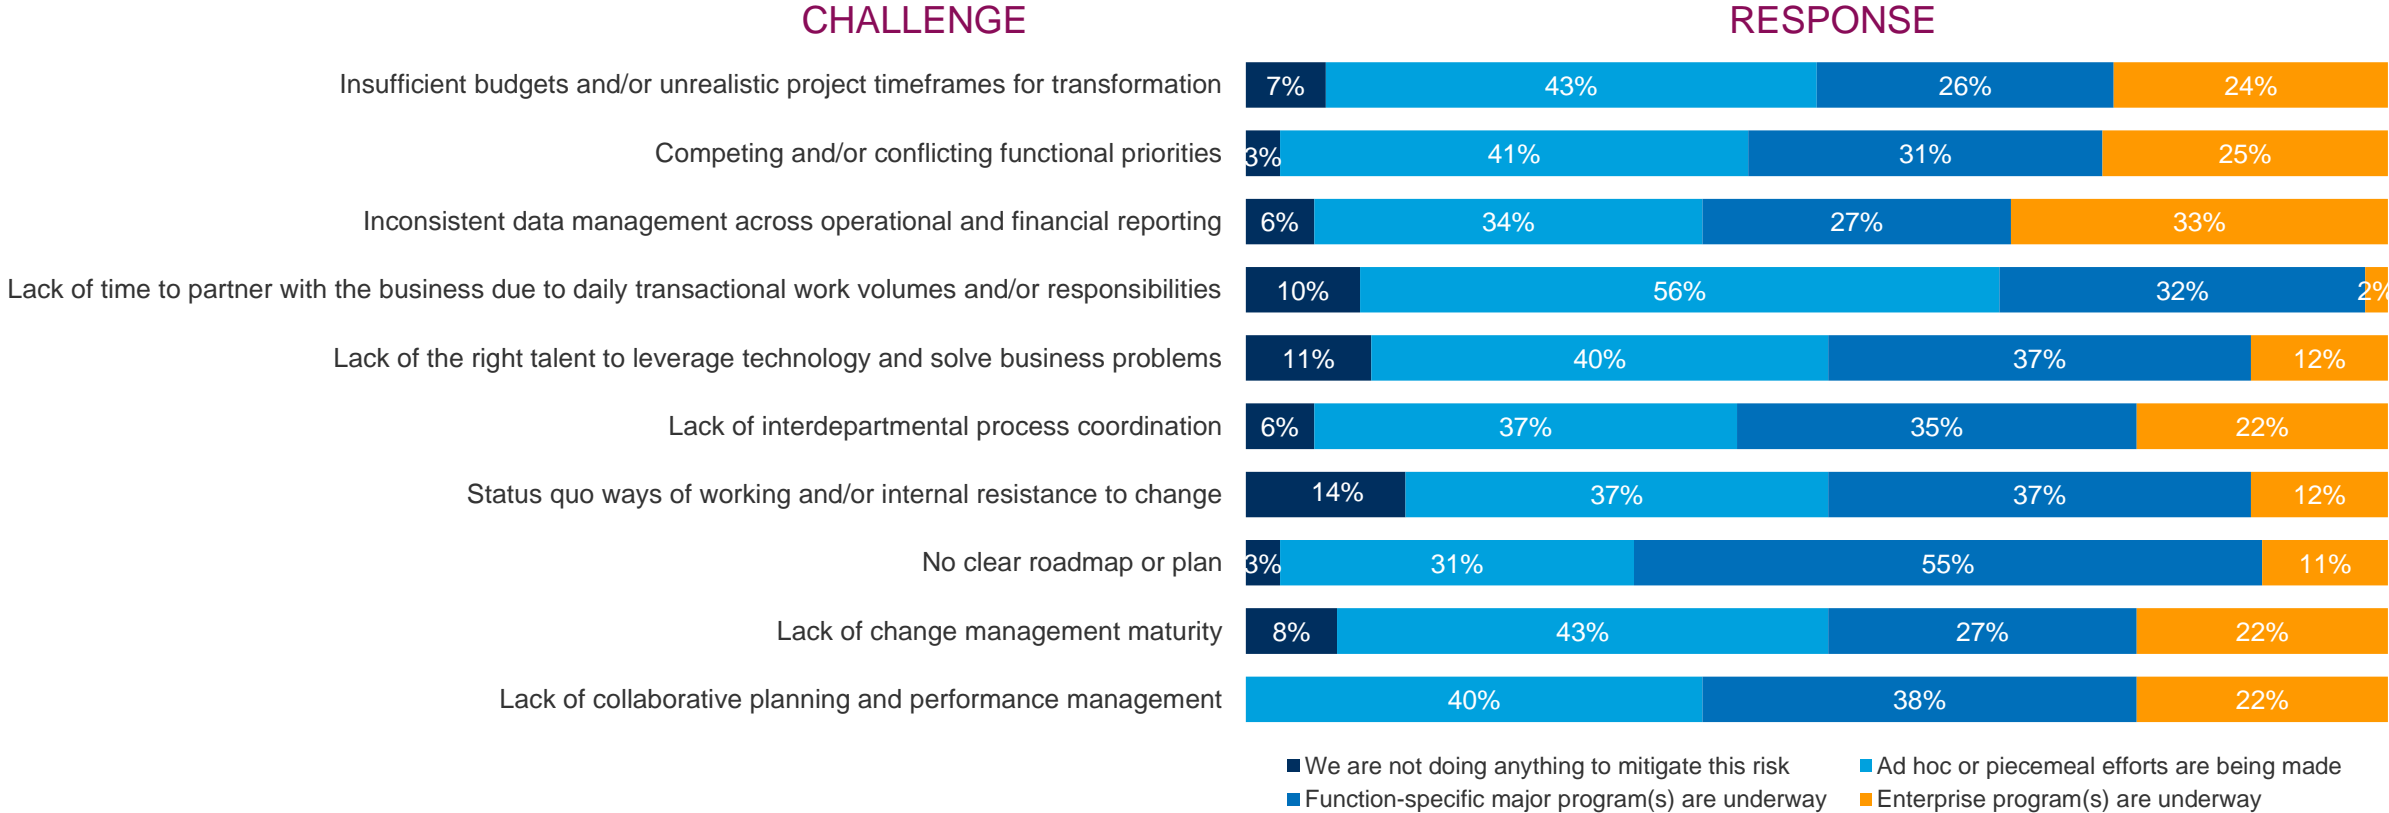 CHALLENGE RESPONSE
Insufficient budgets and/or unrealistic project timeframes for transformation 7% 43% 26% 24%
Competing and/or conflicting functional priorities 3% 41% 31% 25%
Inconsistent data management across operational and financial reporting 6% 34% 27% 33%
Lack of time to partner with the business due to daily transactional work volumes and/or responsibilities 10% 56% 32% 2%
Lack of the right talent to leverage technology and solve business problems 11% 40% 37% 12%
Lack of interdepartmental process coordination 6% 37% 35% 22%
Status quo ways of working and/or internal resistance to change 14% 37% 37% 12%
No clear roadmap or plan 3% 31% 55% 11%
Lack of change management maturity 8% 43% 27% 22%
Lack of collaborative planning and performance management 40% 38% 22%
We are not doing anything to mitigate this risk Ad hoc or piecemeal efforts are being made
Function-specific major program(s) are underway Enterprise program(s) are underway